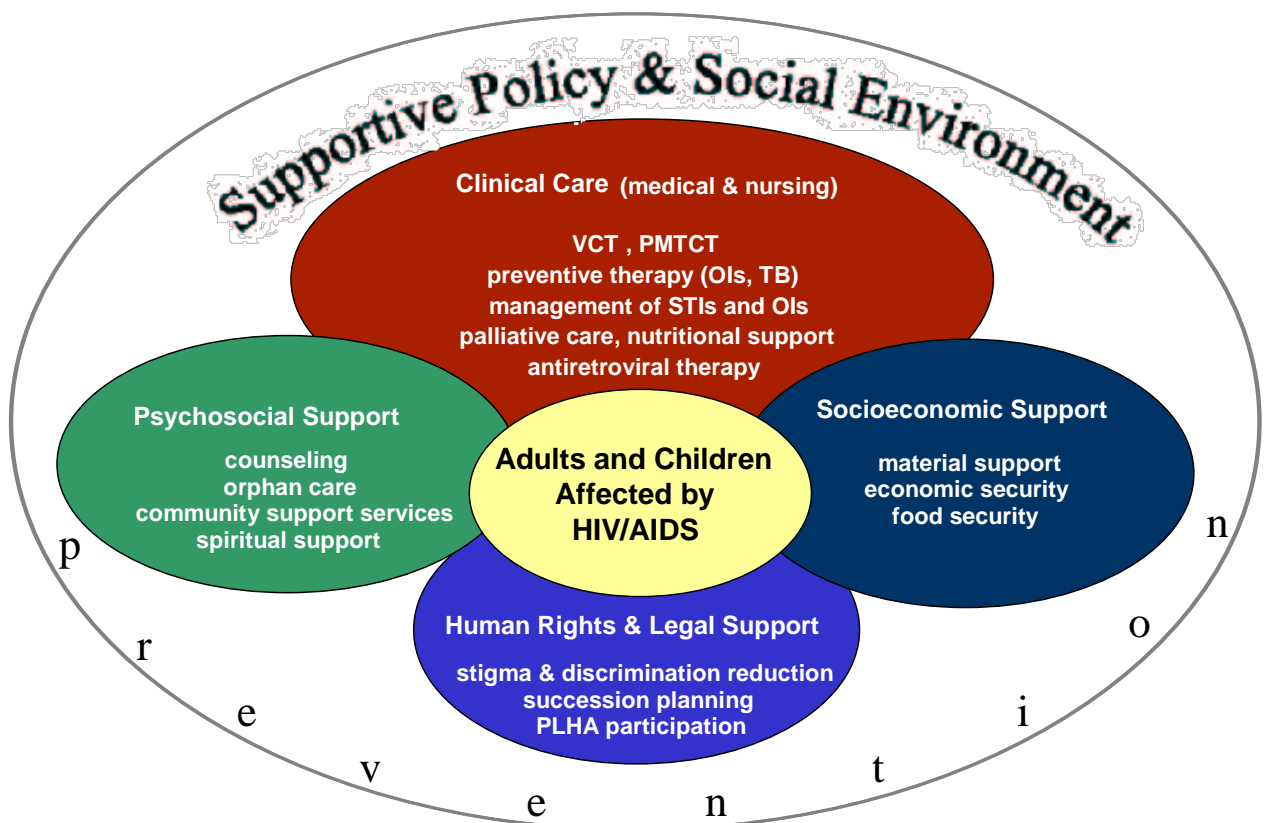 Supportive Policy & Social Environment
Clinical Care (medical & nursing)
VCT , PMTCT
preventive therapy (OIs, TB)
management of STIs and OIs
palliative care, nutritional support
antiretroviral therapy
Psychosocial Support
counseling
orphan care
community support services
spiritual support
Adults and Children
Affected by
HIV/AIDS
Socioeconomic Support
material support
economic security
food security
Human Rights & Legal Support
stigma & discrimination reduction
succession planning
PLHA participation
prevention